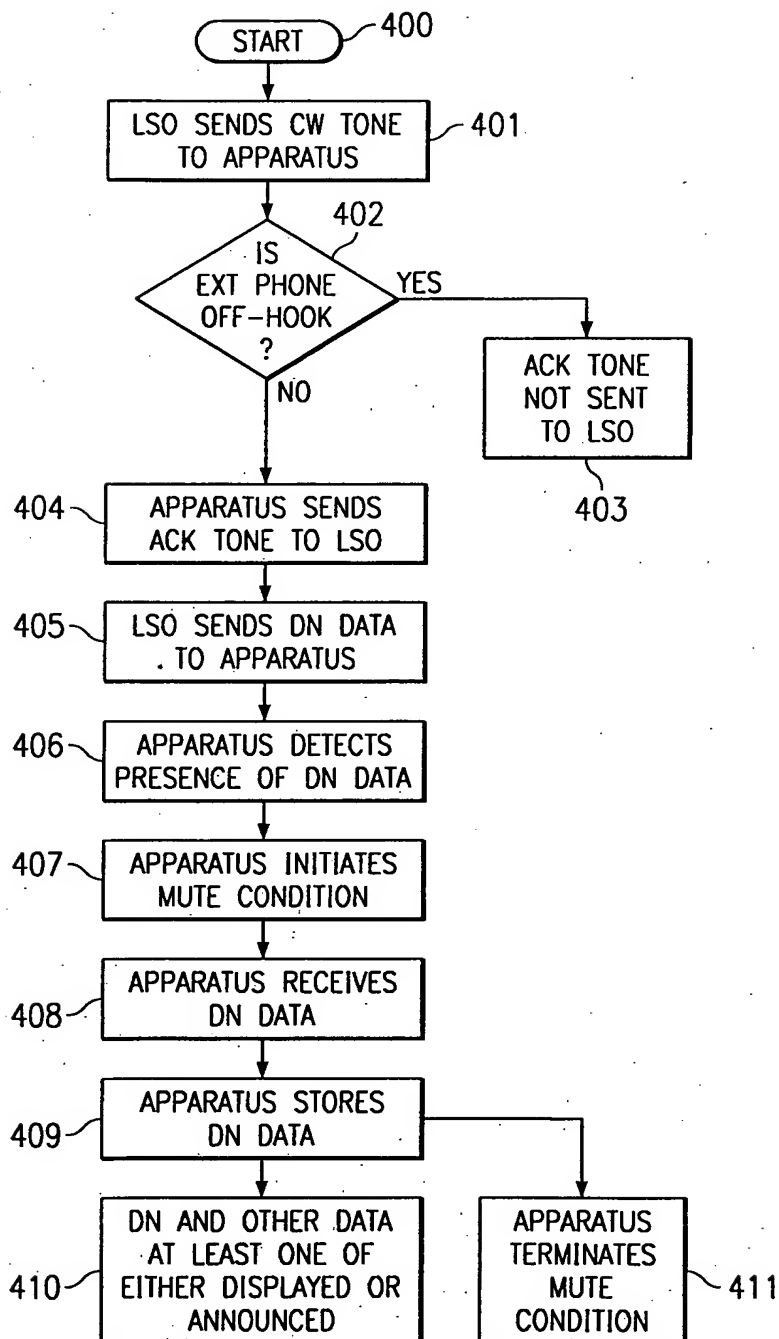 START
400
LSO SENDS CW TONE
TO APPARATUS
401
402
IS
EXT PHONE
OFF-HOOK
?
YES
NO
ACK TONE
NOT SENT
TO LSO
403
404
APPARATUS SENDS
ACK TONE TO LSO
405
LSO SENDS DN DATA
TO APPARATUS
406
APPARATUS DETECTS
PRESENCE OF DN DATA
407
APPARATUS INITIATES
MUTE CONDITION
408
APPARATUS RECEIVES
DN DATA
409
APPARATUS STORES
DN DATA
410
DN AND OTHER DATA
AT LEAST ONE OF
EITHER DISPLAYED OR
ANNOUNCED
APPARATUS
TERMINATES
MUTE
CONDITION
411